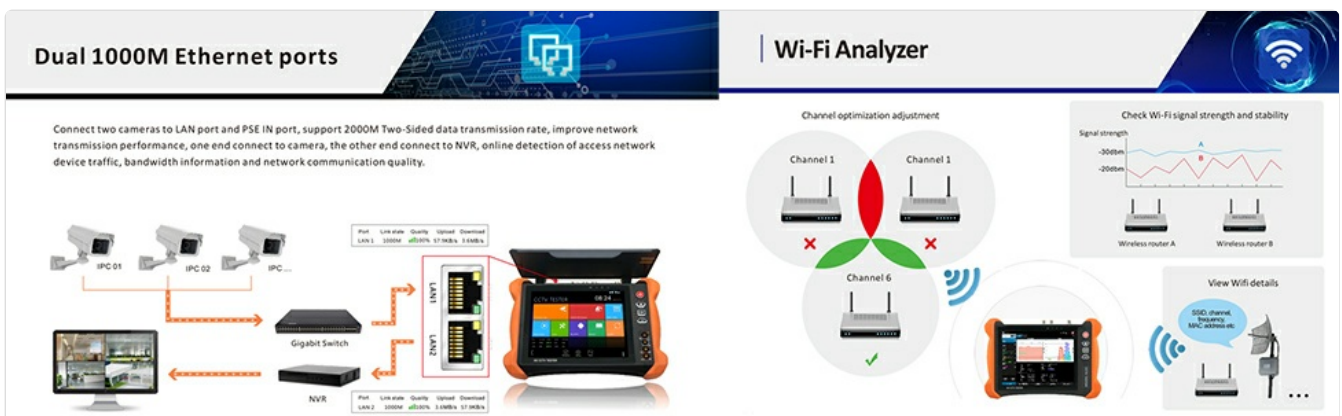 Dual 1000M Ethernet ports
Connect two cameras to LAN port and PSE IN port, support 2000M Two-Sided data transmission rate, improve network
transmission performance, one end connect to camera, the other end connect to NVR, online detection of access network
device traffic, bandwidth information and network communication quality.
Port Link state Quality Upload Download
LAN 1 1000M 100% 57.9KB/s 3.6MB/s
IPC 01
IPC 02
IPC ...
LAN1
LAN2
Gigabit Switch
NVR
CCTV TESTER
08:24
Port Link state Quality Upload Download
LAN 2 1000M 100% 3.6MB/s 57.9KB/s
Wi-Fi Analyzer
Channel optimization adjustment
Channel 1
Channel 1
Channel 6
Check Wi-Fi signal strength and stability
Signal strength
-30dbm
-20dbm
A
B
Wireless router A
Wireless router B
View Wifi details
SSID, channel,
frequency,
MAC address etc
...